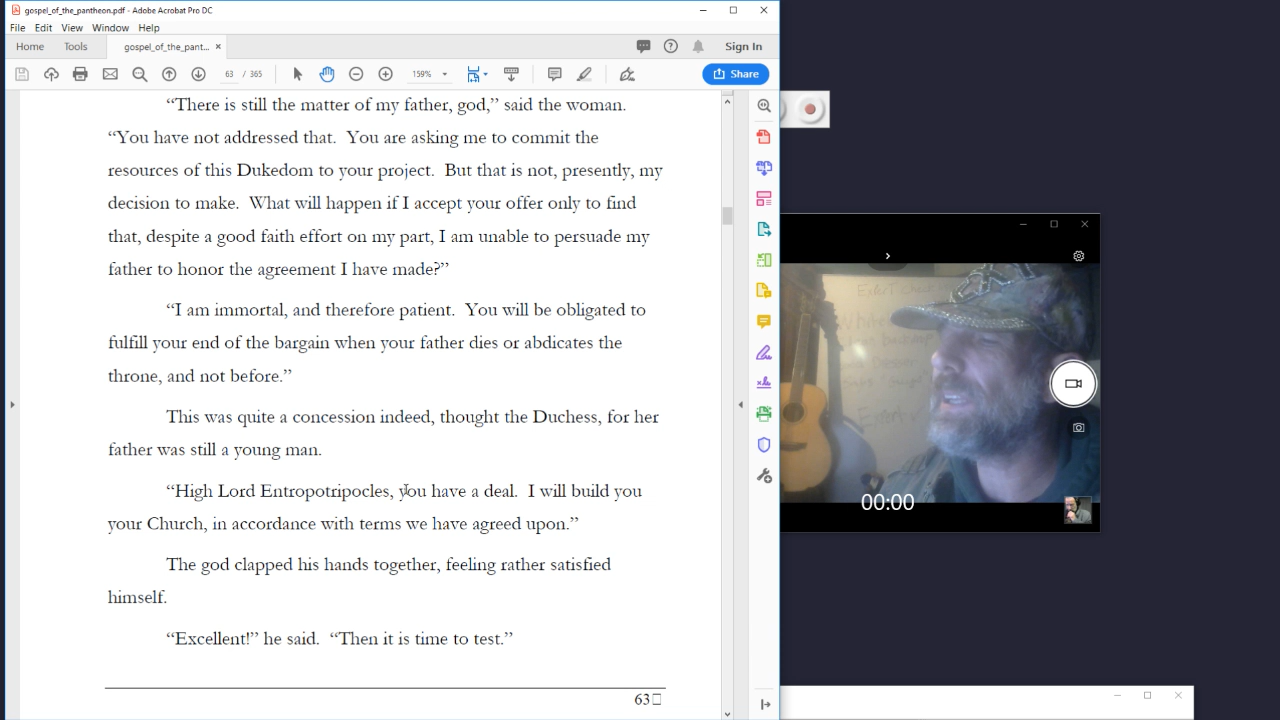 gospel_of_the_pantheon.pdf - Adobe Acrobat Pro DC
File Edit View Window Help
Home Tools gospel_of_the_pant... × Sign In
63 / 365 159% Share
“There is still the matter of my father, god,” said the woman.
“You have not addressed that. You are asking me to commit the
resources of this Dukedom to your project. But that is not, presently, my
decision to make. What will happen if I accept your offer only to find
that, despite a good faith effort on my part, I am unable to persuade my
father to honor the agreement I have made?”
“I am immortal, and therefore patient. You will be obligated to
fulfill your end of the bargain when your father dies or abdicates the
throne, and not before.”
This was quite a concession indeed, thought the Duchess, for her
father was still a young man.
“High Lord Entropotripocles, you have a deal. I will build you
your Church, in accordance with terms we have agreed upon.”
The god clapped his hands together, feeling rather satisfied
himself.
“Excellent!” he said. “Then it is time to test.”
63
00:00